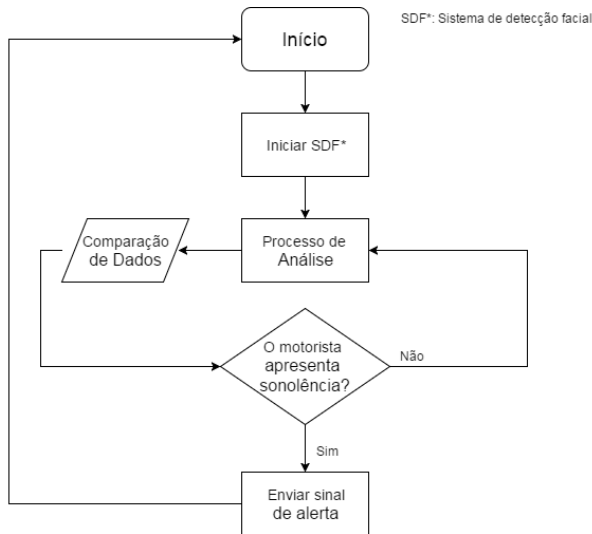 Início
SDF*: Sistema de detecção facial
Iniciar SDF*
Comparação
de Dados
Processo de
Análise
O motorista
apresenta
sonolência?
Não
Sim
Enviar sinal
de alerta